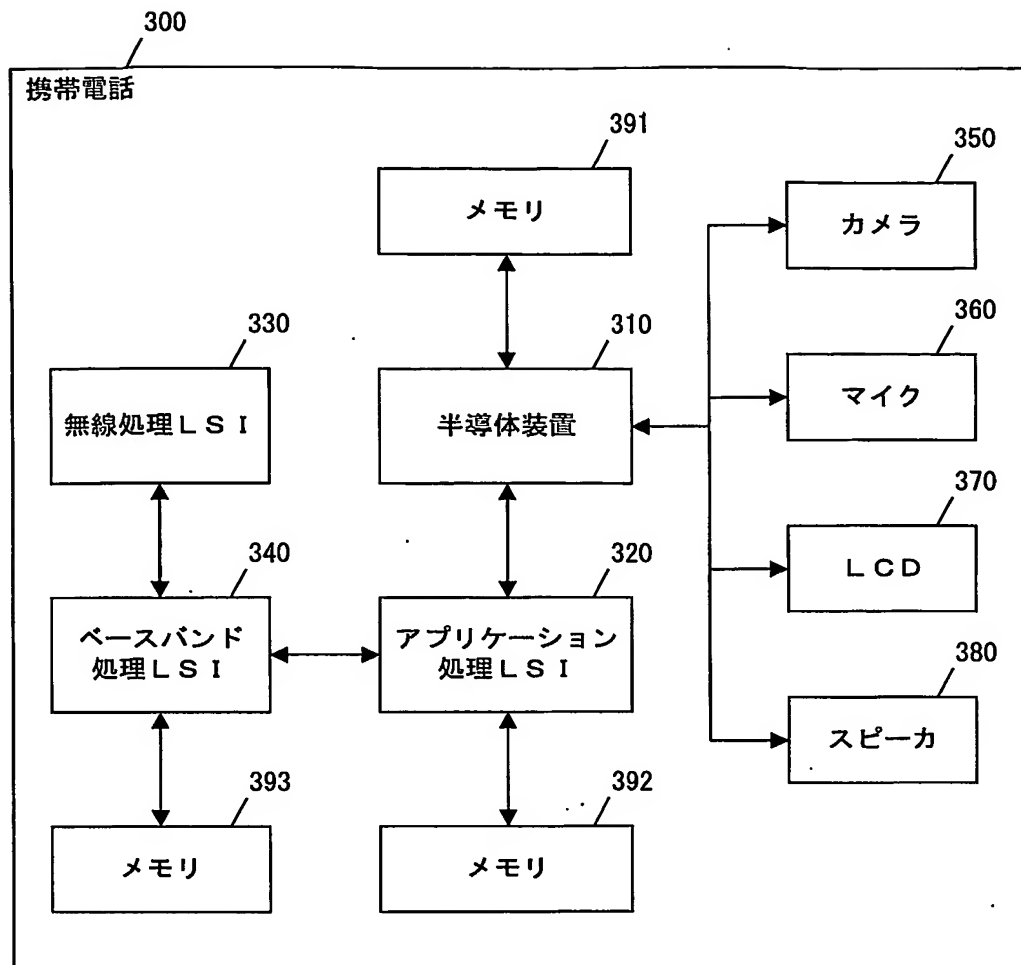 300
携帯電話
391
メモリ
350
カメラ
330
無線処理LSI
310
半導体装置
360
マイク
370
LCD
340
ベースバンド
処理LSI
320
アプリケーション
処理LSI
380
スピーカ
393
メモリ
392
メモリ